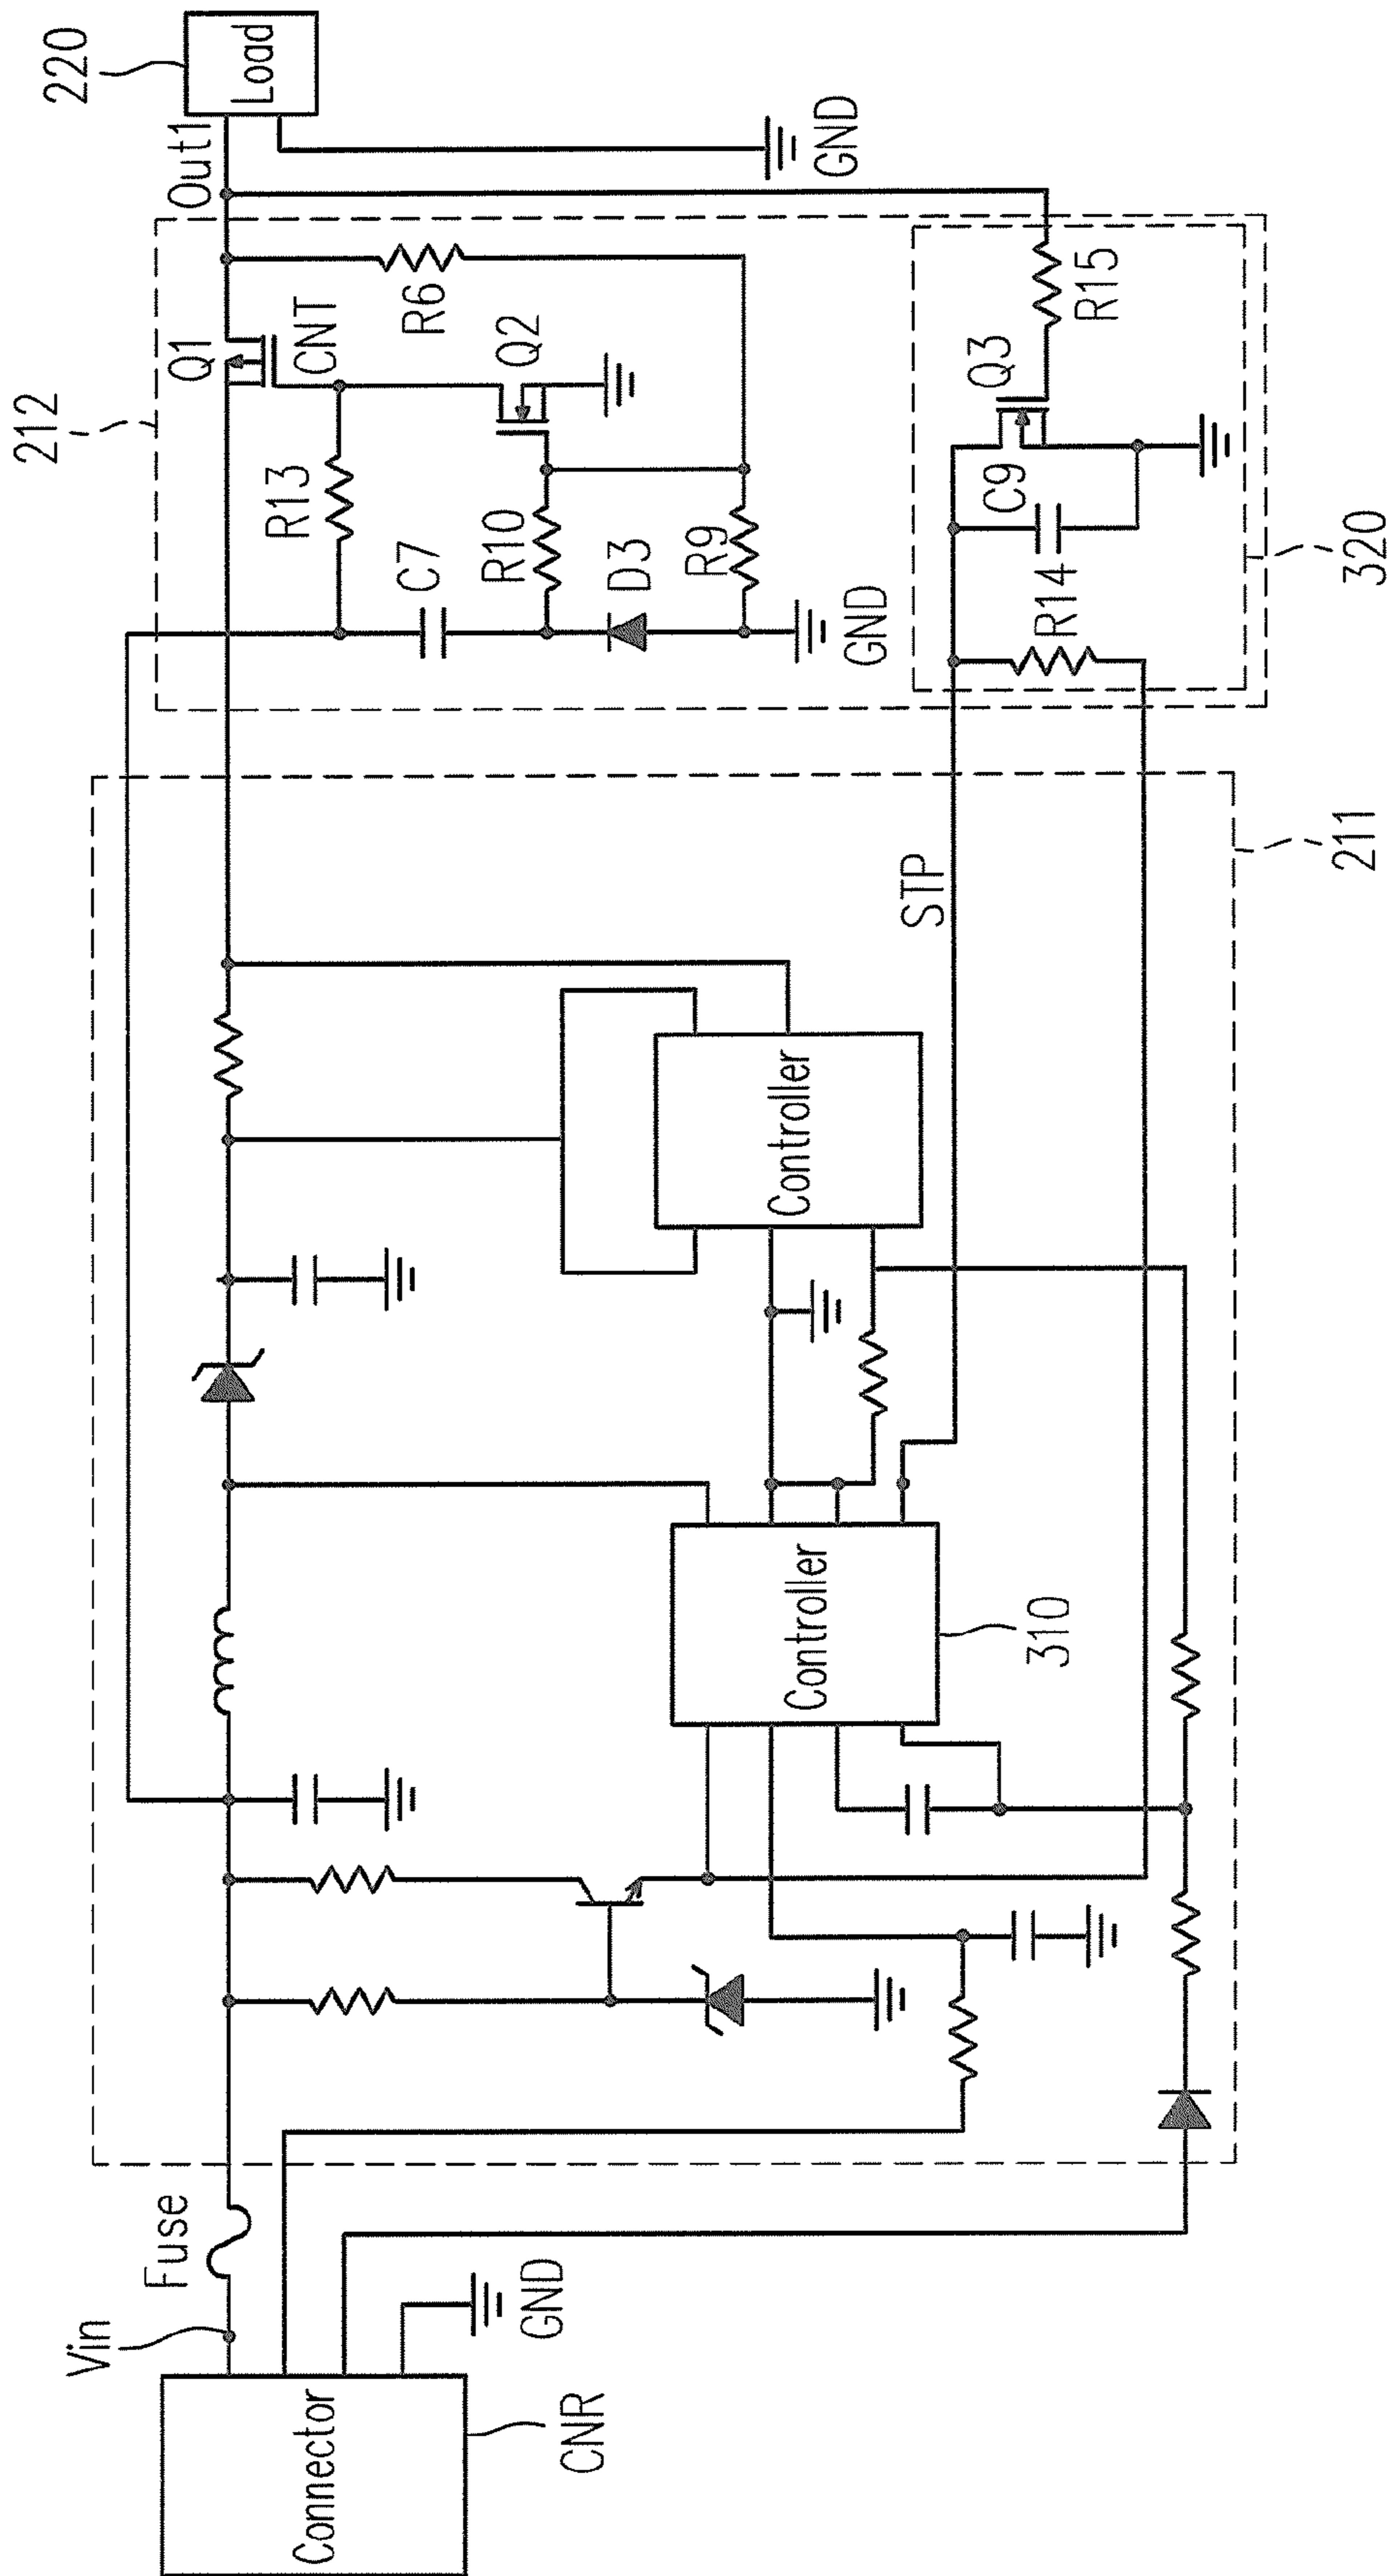 220
Load
Out1
GND
212
Q1
CNT
R6
Q2
R13
C7
R10
D3
R9
GND
Q3
R15
C9
R14
320
211
STP
Controller
Controller
310
Fuse
Vin
GND
Connector
CNR